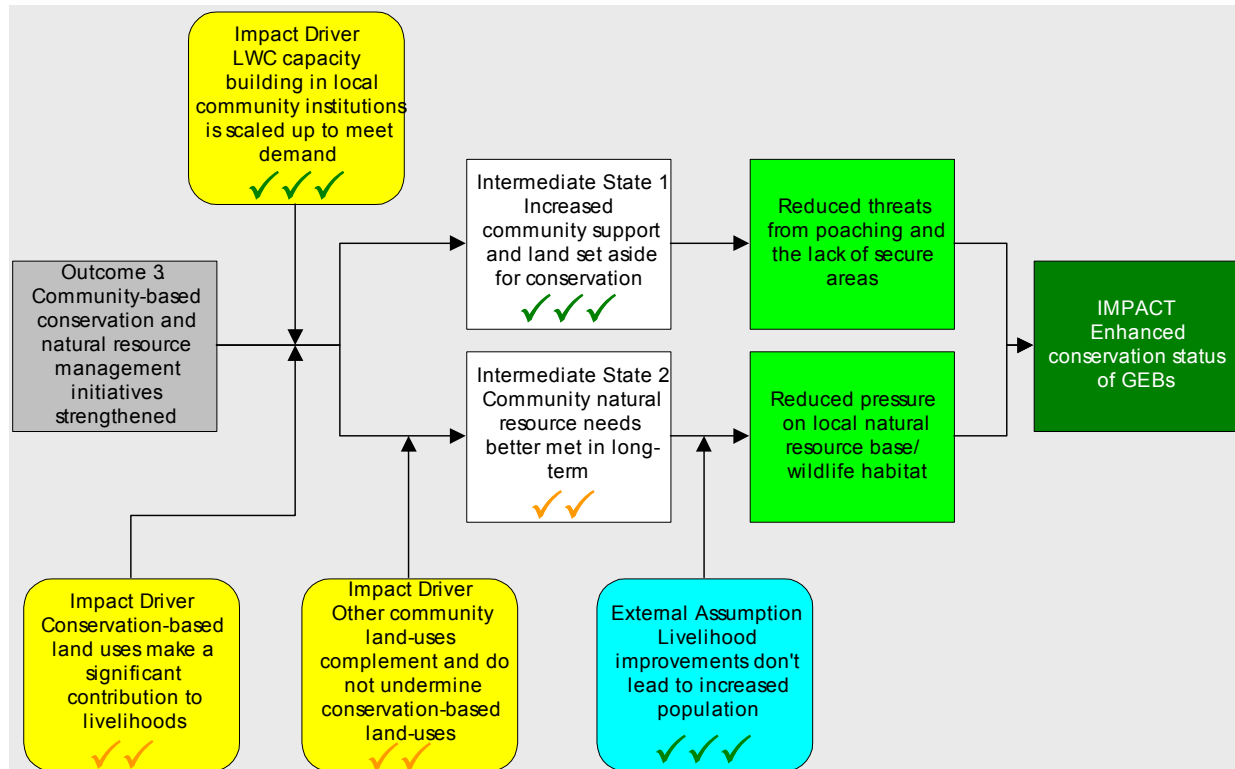 Impact Driver
LWC capacity
building in local
community institutions
is scaled up to meet
demand
Intermediate State 1
Increased
community support
and land set aside
for conservation
Reduced threats
from poaching and
the lack of secure
areas
Outcome 3.
Community-based
conservation and
natural resource
management
initiatives
strengthened
IMPACT
Enhanced
conservation status
of GEBs
Intermediate State 2
Community natural
resource needs
better met in long-
term
Reduced pressure
on local natural
resource base/
wildlife habitat
Impact Driver
Conservation-based
land uses make a
significant
contribution to
livelihoods
Impact Driver
Other community
land-uses
complement and do
not undermine
conservation-based
land-uses
External Assumption
Livelihood
improvements don't
lead to increased
population